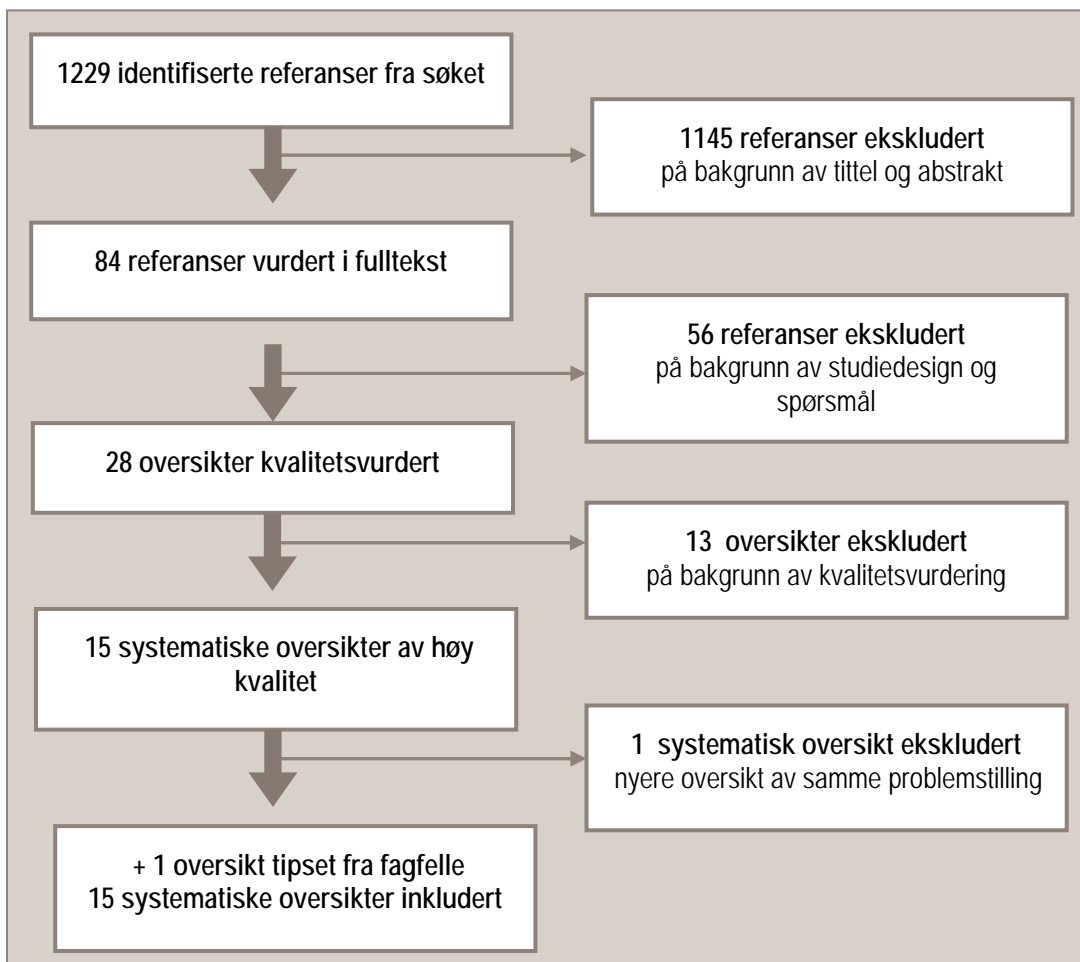 1229 identifiserte referanser fra søket
1145 referanser ekskludert
på bakgrunn av tittel og abstrakt
84 referanser vurdert i fulltekst
56 referanser ekskludert
på bakgrunn av studiedesign og
spørsmål
28 oversikter kvalitetsvurdert
13 oversikter ekskludert
på bakgrunn av kvalitetsvurdering
15 systematiske oversikter av høy
kvalitet
1 systematisk oversikt ekskludert
nyere oversikt av samme problemstilling
+ 1 oversikt tipset fra fagfelle
15 systematiske oversikter inkludert